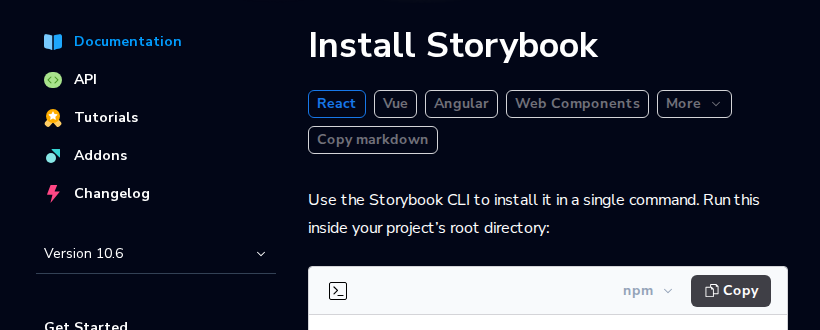 Documentation
API
Tutorials
Addons
Changelog
Version 10.6
Get Started
Install Storybook
React Vue Angular Web Components More
Copy markdown
Use the Storybook CLI to install it in a single command. Run this
inside your project’s root directory:
npm Copy